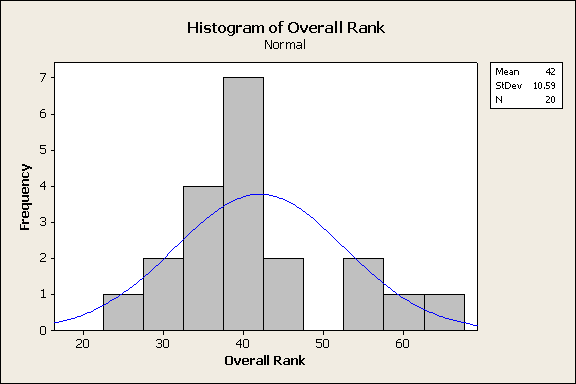 Histogram of Overall Rank
Normal
Mean 42
StDev 10.59
N 20
Frequency
7
6
5
4
3
2
1
0
20 30 40 50 60
Overall Rank